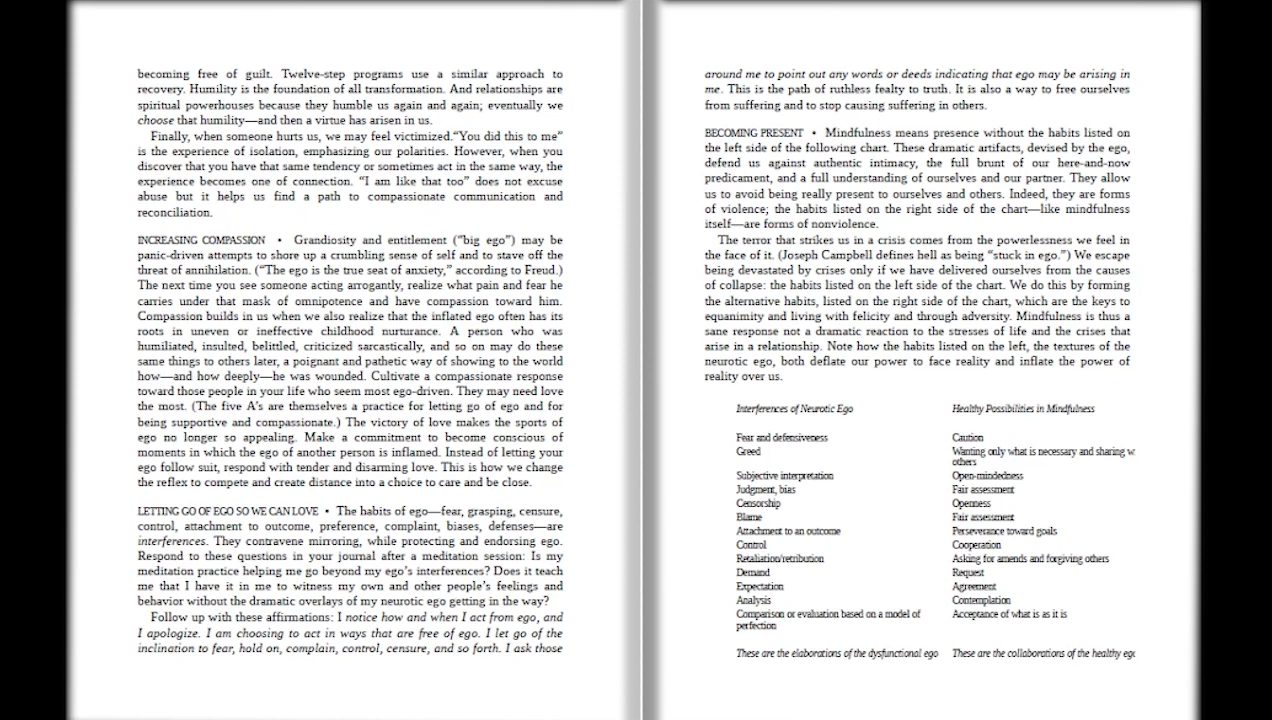 becoming free of guilt. Twelve-step programs use a similar approach to
recovery. Humility is the foundation of all transformation. And relationships are
spiritual powerhouses because they humble us again and again; eventually we
choose that humility—and then a virtue has arisen in us.
Finally, when someone hurts us, we may feel victimized.“You did this to me”
is the experience of isolation, emphasizing our polarities. However, when you
discover that you have that same tendency or sometimes act in the same way, the
experience becomes one of connection. “I am like that too” does not excuse
abuse but it helps us find a path to compassionate communication and
reconciliation.
INCREASING COMPASSION • Grandiosity and entitlement (“big ego”) may be
panic-driven attempts to shore up a crumbling sense of self and to stave off the
threat of annihilation. (“The ego is the true seat of anxiety,” according to Freud.)
The next time you see someone acting arrogantly, realize what pain and fear he
carries under that mask of omnipotence and have compassion toward him.
Compassion builds in us when we also realize that the inflated ego often has its
roots in uneven or ineffective childhood nurturance. A person who was
humiliated, insulted, belittled, criticized sarcastically, and so on may do these
same things to others later, a poignant and pathetic way of showing to the world
how—and how deeply—he was wounded. Cultivate a compassionate response
toward those people in your life who seem most ego-driven. They may need love
the most. (The five A’s are themselves a practice for letting go of ego and for
being supportive and compassionate.) The victory of love makes the sports of
ego no longer so appealing. Make a commitment to become conscious of
moments in which the ego of another person is inflamed. Instead of letting your
ego follow suit, respond with tender and disarming love. This is how we change
the reflex to compete and create distance into a choice to care and be close.
LETTING GO OF EGO SO WE CAN LOVE • The habits of ego—fear, grasping, censure,
control, attachment to outcome, preference, complaint, biases, defenses—are
interferences. They contravene mirroring, while protecting and endorsing ego.
Respond to these questions in your journal after a meditation session: Is my
meditation practice helping me go beyond my ego’s interferences? Does it teach
me that I have it in me to witness my own and other people’s feelings and
behavior without the dramatic overlays of my neurotic ego getting in the way?
Follow up with these affirmations: I notice how and when I act from ego, and
I apologize. I am choosing to act in ways that are free of ego. I let go of the
inclination to fear, hold on, complain, control, censure, and so forth. I ask those
around me to point out any words or deeds indicating that ego may be arising in
me. This is the path of ruthless fealty to truth. It is also a way to free ourselves
from suffering and to stop causing suffering in others.
BECOMING PRESENT • Mindfulness means presence without the habits listed on
the left side of the following chart. These dramatic artifacts, devised by the ego,
defend us against authentic intimacy, the full brunt of our here-and-now
predicament, and a full understanding of ourselves and our partner. They allow
us to avoid being really present to ourselves and others. Indeed, they are forms
of violence; the habits listed on the right side of the chart—like mindfulness
itself—are forms of nonviolence.
The terror that strikes us in a crisis comes from the powerlessness we feel in
the face of it. (Joseph Campbell defines hell as being “stuck in ego.”) We escape
being devastated by crises only if we have delivered ourselves from the causes
of collapse: the habits listed on the left side of the chart. We do this by forming
the alternative habits, listed on the right side of the chart, which are the keys to
equanimity and living with felicity and through adversity. Mindfulness is thus a
sane response not a dramatic reaction to the stresses of life and the crises that
arise in a relationship. Note how the habits listed on the left, the textures of the
neurotic ego, both deflate our power to face reality and inflate the power of
reality over us.
Interferences of Neurotic Ego Healthy Possibilities in Mindfulness
Fear and defensiveness Caution
Greed Wanting only what is necessary and sharing w
others
Subjective interpretation Open-mindedness
Judgment, bias Fair assessment
Censorship Openness
Blame Fair assessment
Attachment to an outcome Perseverance toward goals
Control Cooperation
Retaliation/retribution Asking for amends and forgiving others
Demand Request
Expectation Agreement
Analysis Contemplation
Comparison or evaluation based on a model of Acceptance of what is as it is
perfection
These are the elaborations of the dysfunctional ego These are the collaborations of the healthy eg